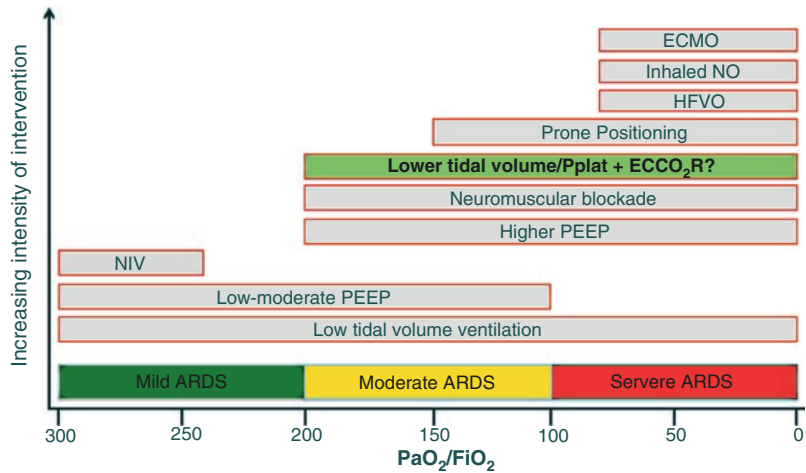 Increasing intensity of intervention
ECMO
Inhaled NO
HFVO
Prone Positioning
Lower tidal volume/Pplat + ECCO₂R?
Neuromuscular blockade
Higher PEEP
NIV
Low-moderate PEEP
Low tidal volume ventilation
Mild ARDS Moderate ARDS Servere ARDS
300 250 200 150 100 50 0
PaO₂/FiO₂